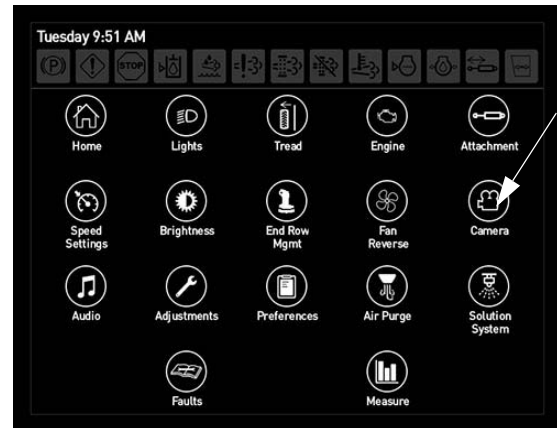 Tuesday 9:51 AM
P
STOP
Home
Lights
Tread
Engine
Attachment
Speed
Settings
Brightness
End Row
Mgmt
Fan
Reverse
Camera
Audio
Adjustments
Preferences
Air Purge
Solution
System
Faults
Measure